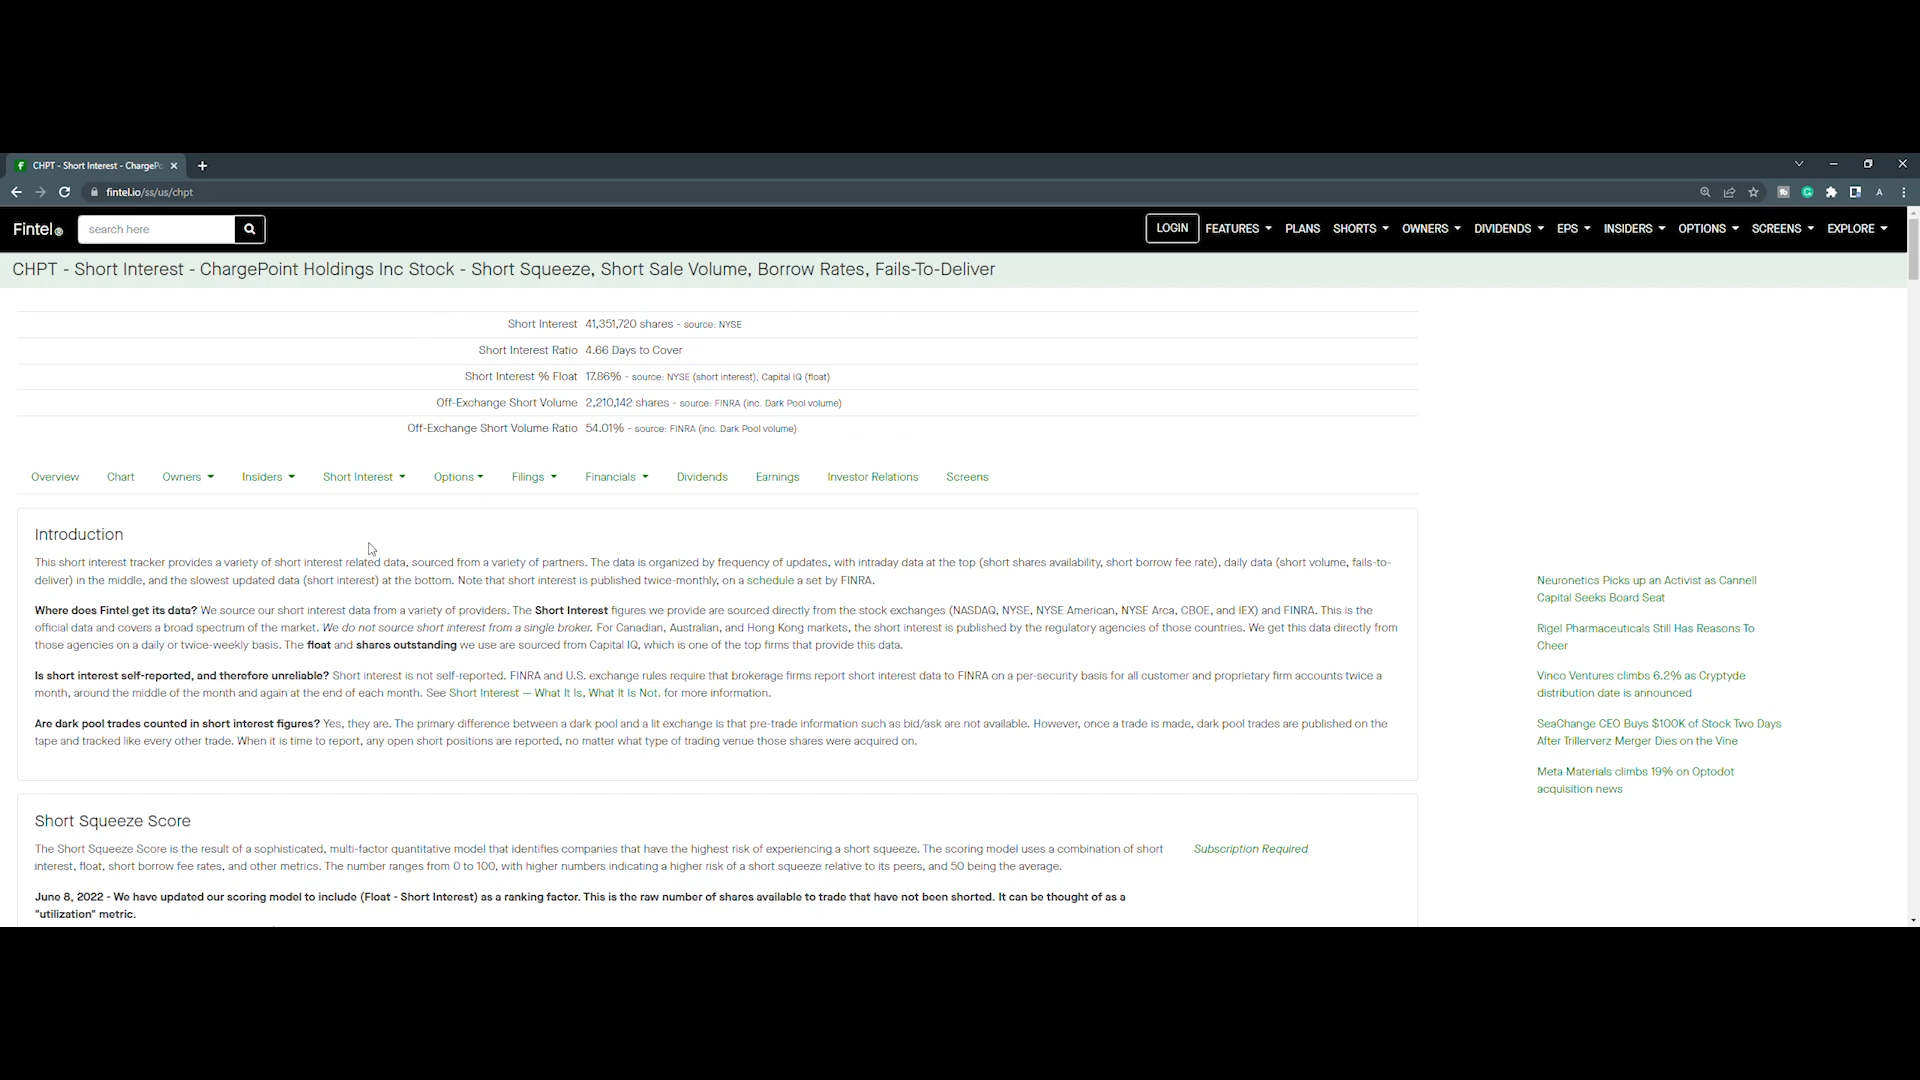 CHPT - Short Interest - ChargePo
fintel.io/ss/us/chpt
A
Fintel®
search here
LOGIN FEATURES PLANS SHORTS OWNERS DIVIDENDS EPS INSIDERS OPTIONS SCREENS EXPLORE
CHPT - Short Interest - ChargePoint Holdings Inc Stock - Short Squeeze, Short Sale Volume, Borrow Rates, Fails-To-Deliver
Short Interest 41,351,720 shares - source: NYSE
Short Interest Ratio 4.66 Days to Cover
Short Interest % Float 17.86% - source: NYSE (short interest), Capital IQ (float)
Off-Exchange Short Volume 2,210,142 shares - source: FINRA (inc. Dark Pool volume)
Off-Exchange Short Volume Ratio 54.01% - source: FINRA (inc. Dark Pool volume)
Overview Chart Owners Insiders Short Interest Options Filings Financials Dividends Earnings Investor Relations Screens
Introduction
This short interest tracker provides a variety of short interest related data, sourced from a variety of partners. The data is organized by frequency of updates, with intraday data at the top (short shares availability, short borrow fee rate), daily data (short volume, fails-to-
deliver) in the middle, and the slowest updated data (short interest) at the bottom. Note that short interest is published twice-monthly, on a schedule a set by FINRA.
Where does Fintel get its data? We source our short interest data from a variety of providers. The Short Interest figures we provide are sourced directly from the stock exchanges (NASDAQ, NYSE, NYSE American, NYSE Arca, CBOE, and IEX) and FINRA. This is the
official data and covers a broad spectrum of the market. We do not source short interest from a single broker. For Canadian, Australian, and Hong Kong markets, the short interest is published by the regulatory agencies of those countries. We get this data directly from
those agencies on a daily or twice-weekly basis. The float and shares outstanding we use are sourced from Capital IQ, which is one of the top firms that provide this data.
Is short interest self-reported, and therefore unreliable? Short interest is not self-reported. FINRA and U.S. exchange rules require that brokerage firms report short interest data to FINRA on a per-security basis for all customer and proprietary firm accounts twice a
month, around the middle of the month and again at the end of each month. See Short Interest — What It Is, What It Is Not. for more information.
Are dark pool trades counted in short interest figures? Yes, they are. The primary difference between a dark pool and a lit exchange is that pre-trade information such as bid/ask are not available. However, once a trade is made, dark pool trades are published on the
tape and tracked like every other trade. When it is time to report, any open short positions are reported, no matter what type of trading venue those shares were acquired on.
Short Squeeze Score
The Short Squeeze Score is the result of a sophisticated, multi-factor quantitative model that identifies companies that have the highest risk of experiencing a short squeeze. The scoring model uses a combination of short
interest, float, short borrow fee rates, and other metrics. The number ranges from 0 to 100, with higher numbers indicating a higher risk of a short squeeze relative to its peers, and 50 being the average.
Subscription Required
June 8, 2022 - We have updated our scoring model to include (Float - Short Interest) as a ranking factor. This is the raw number of shares available to trade that have not been shorted. It can be thought of as a
"utilization" metric.
Neuronetics Picks up an Activist as Cannell
Capital Seeks Board Seat
Rigel Pharmaceuticals Still Has Reasons To
Cheer
Vinco Ventures climbs 6.2% as Cryptyde
distribution date is announced
SeaChange CEO Buys $100K of Stock Two Days
After Trillerverz Merger Dies on the Vine
Meta Materials climbs 19% on Optodot
acquisition news